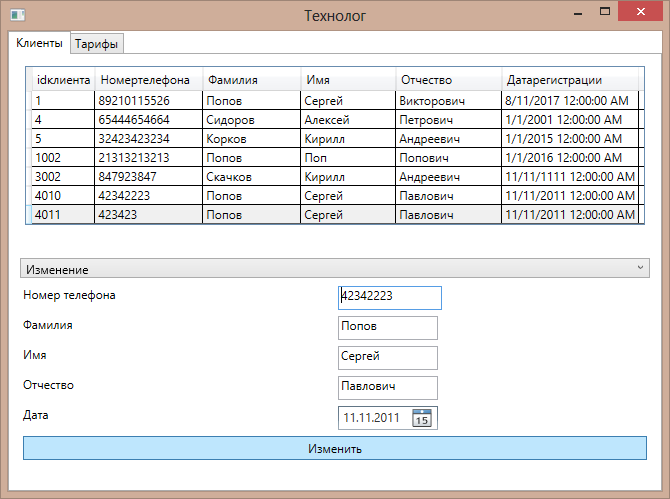 Технолог
Клиенты Тарифы
idклиента Номертелефона Фамилия Имя Отчество Датарегистрации
1 89210115526 Попов Сергей Викторович 8/11/2017 12:00:00 AM
4 65444654664 Сидоров Алексей Петрович 1/1/2001 12:00:00 AM
5 32423423234 Корков Кирилл Андреевич 1/1/2015 12:00:00 AM
1002 21313213213 Попов Поп Попович 1/1/2016 12:00:00 AM
3002 847923847 Скачков Кирилл Андреевич 11/11/1111 12:00:00 AM
4010 42342223 Попов Сергей Павлович 11/11/2011 12:00:00 AM
4011 423423 Попов Сергей Павлович 11/11/2011 12:00:00 AM
Изменение
Номер телефона 42342223
Фамилия Попов
Имя Сергей
Отчество Павлович
Дата 11.11.2011 15
Изменить